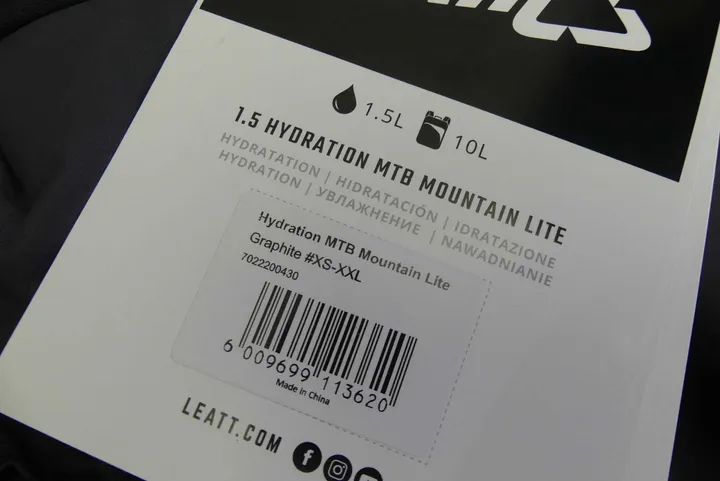 1.5L 10L
1.5 HYDRATION MTB MOUNTAIN LITE
HYDRATATION | HIDRATACIÓN | IDRATAZIONE
HYDRATION | УВЛАЖНЕНИЕ | NAWADNIANIE
Hydration MTB Mountain Lite
Graphite #XS-XXL
7022200430
6 009699 113620
Made in China
LEATT.COM